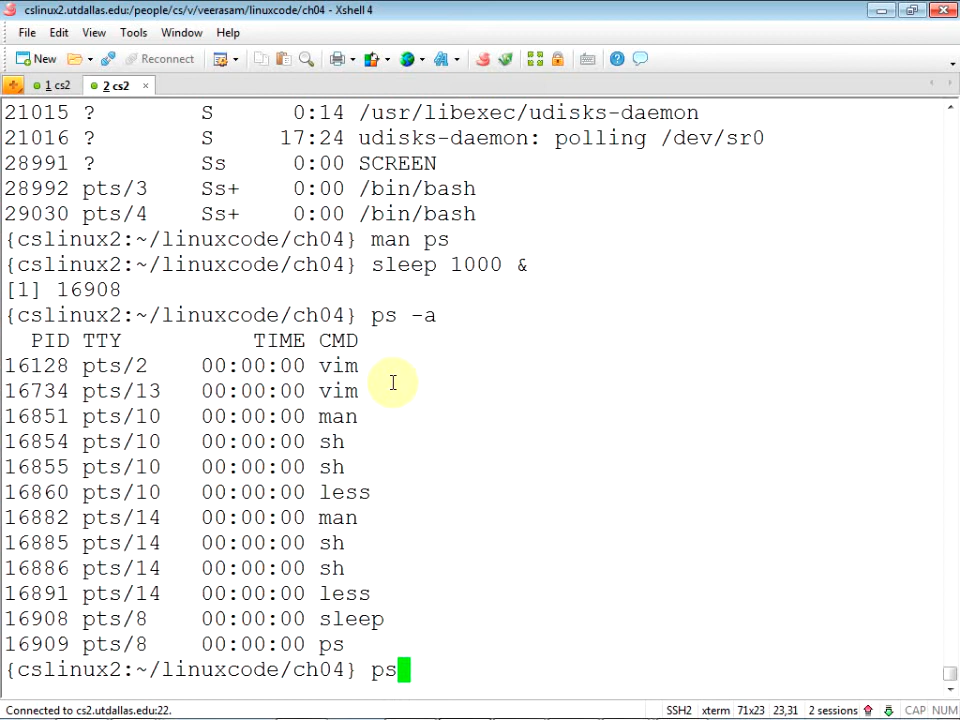 cslinux2.utdallas.edu:/people/cs/v/veerasam/linuxcode/ch04 - Xshell 4
File Edit View Tools Window Help
New Reconnect
1 cs2 2 cs2 ×
21015 ? S 0:14 /usr/libexec/udisks-daemon
21016 ? S 17:24 udisks-daemon: polling /dev/sr0
28991 ? Ss 0:00 SCREEN
28992 pts/3 Ss+ 0:00 /bin/bash
29030 pts/4 Ss+ 0:00 /bin/bash
{cslinux2:~/linuxcode/ch04} man ps
{cslinux2:~/linuxcode/ch04} sleep 1000 &
[1] 16908
{cslinux2:~/linuxcode/ch04} ps -a
PID TTY TIME CMD
16128 pts/2 00:00:00 vim
16734 pts/13 00:00:00 vim
16851 pts/10 00:00:00 man
16854 pts/10 00:00:00 sh
16855 pts/10 00:00:00 sh
16860 pts/10 00:00:00 less
16882 pts/14 00:00:00 man
16885 pts/14 00:00:00 sh
16886 pts/14 00:00:00 sh
16891 pts/14 00:00:00 less
16908 pts/8 00:00:00 sleep
16909 pts/8 00:00:00 ps
{cslinux2:~/linuxcode/ch04} ps
Connected to cs2.utdallas.edu:22. SSH2 xterm 71x23 23,31 2 sessions CAP NUM